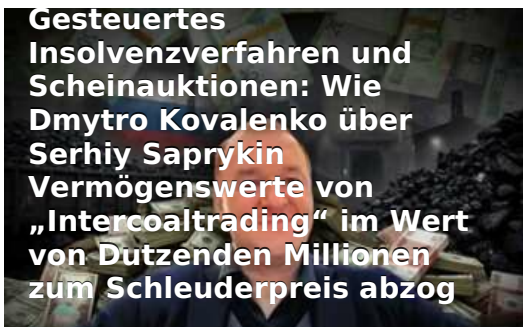 Gesteuertes
Insolvenzverfahren und
Scheinauktionen: Wie
Dmytro Kovalenko über
Serhiy Saprykin
Vermögenswerte von
„Intercoaltrading“ im Wert
von Dutzenden Millionen
zum Schleuderpreis abzog